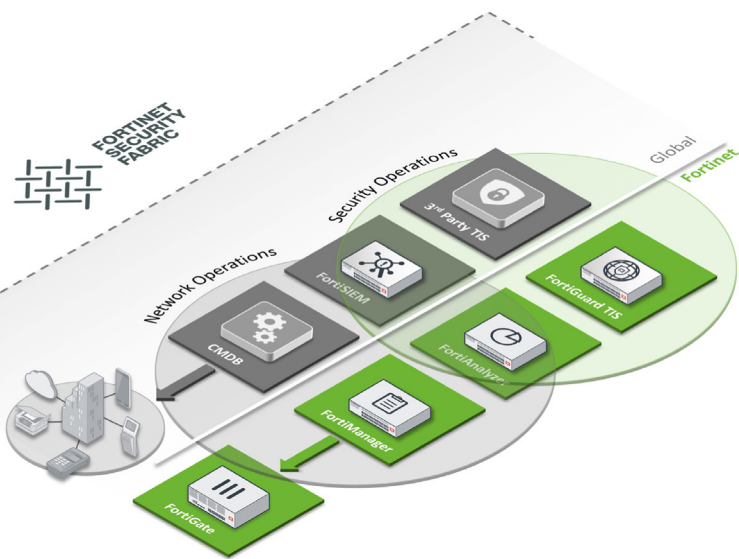 FORTINET
SECURITY
FABRIC
Global
Fortinet
Security Operations
3rd Party TIS
Network Operations
FortiSIEM
FortiGuard TIS
CMDB
FortiAnalyzer
FortiManager
FortiGate